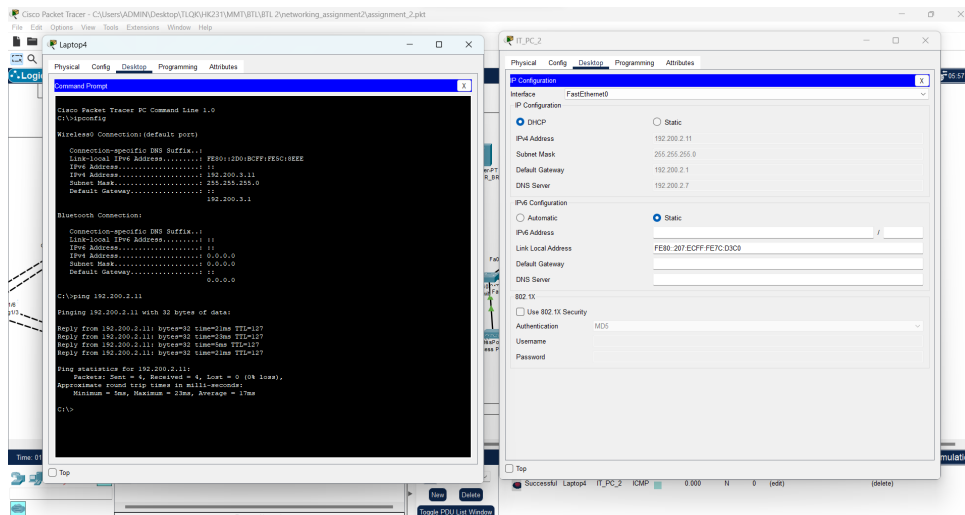 Cisco Packet Tracer - C:\Users\ADMIN\Desktop\TLQK\HK231\MMT\BTL\BTL 2\networking_assignment2\assignment_2.pkt
File Edit Options View Tools Extensions Window Help
Logic
05:57
Laptop4
Physical Config Desktop Programming Attributes
Command Prompt
X
Cisco Packet Tracer PC Command Line 1.0
C:\>ipconfig
Wireless0 Connection:(default port)
Connection-specific DNS Suffix..:
Link-local IPv6 Address.........: FE80::2D0:BCFF:FE5C:8EEE
IPv6 Address....................: ::
IPv4 Address....................: 192.200.3.11
Subnet Mask.....................: 255.255.255.0
Default Gateway.................: ::
192.200.3.1
Bluetooth Connection:
Connection-specific DNS Suffix..:
Link-local IPv6 Address.........: ::
IPv6 Address....................: ::
IPv4 Address....................: 0.0.0.0
Subnet Mask.....................: 0.0.0.0
Default Gateway.................: ::
0.0.0.0
C:\>ping 192.200.2.11
Pinging 192.200.2.11 with 32 bytes of data:
Reply from 192.200.2.11: bytes=32 time=21ms TTL=127
Reply from 192.200.2.11: bytes=32 time=23ms TTL=127
Reply from 192.200.2.11: bytes=32 time=5ms TTL=127
Reply from 192.200.2.11: bytes=32 time=21ms TTL=127
Ping statistics for 192.200.2.11:
Packets: Sent = 4, Received = 4, Lost = 0 (0% loss),
Approximate round trip times in milli-seconds:
Minimum = 5ms, Maximum = 23ms, Average = 17ms
C:\>
Top
IT_PC_2
Physical Config Desktop Programming Attributes
IP Configuration
X
Interface FastEthernet0
IP Configuration
DHCP Static
IPv4 Address 192.200.2.11
Subnet Mask 255.255.255.0
Default Gateway 192.200.2.1
DNS Server 192.200.2.7
IPv6 Configuration
Automatic Static
IPv6 Address /
Link Local Address FE80::207:ECFF:FE7C:D3C0
Default Gateway
DNS Server
802.1X
Use 802.1X Security
Authentication MD5
Username
Password
Top
Time: 01
New Delete
Toggle PDU List Window
Successful Laptop4 IT_PC_2 ICMP 0.000 N 0 (edit) (delete)